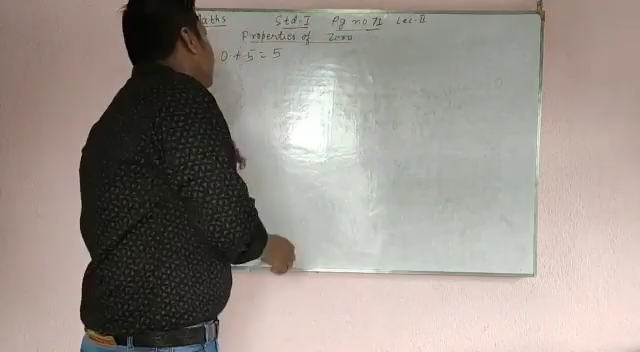 Maths Std. I Pg no 71 Lec-II
Properties of Zero
0 + 5 = 5